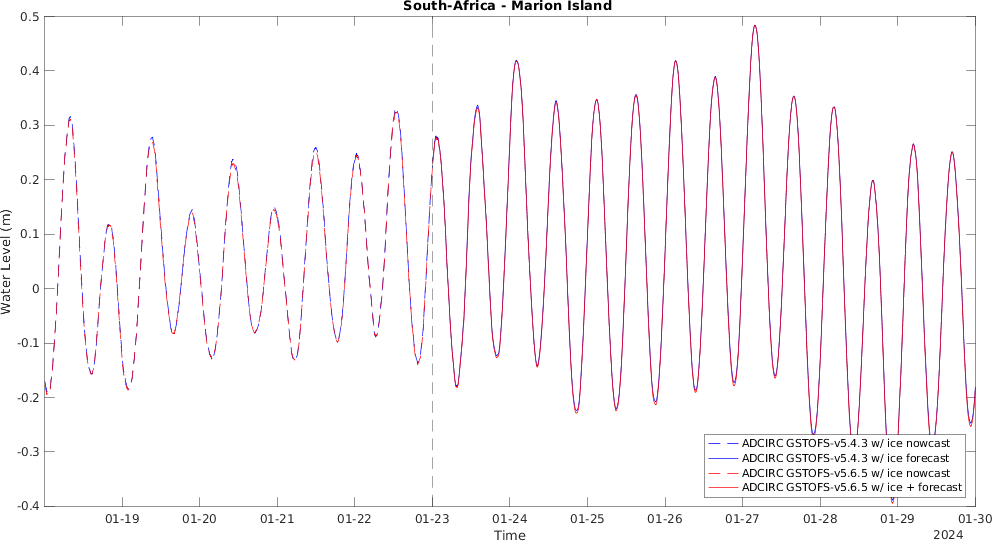 South-Africa - Marion Island
Water Level (m)
0.5
0.4
0.3
0.2
0.1
0
-0.1
-0.2
-0.3
-0.4
ADCIRC GSTOFS-v5.4.3 w/ ice nowcast
ADCIRC GSTOFS-v5.4.3 w/ ice forecast
ADCIRC GSTOFS-v5.6.5 w/ ice nowcast
ADCIRC GSTOFS-v5.6.5 w/ ice + forecast
01-19 01-20 01-21 01-22 01-23 01-24 01-25 01-26 01-27 01-28 01-29 01-30
Time
2024